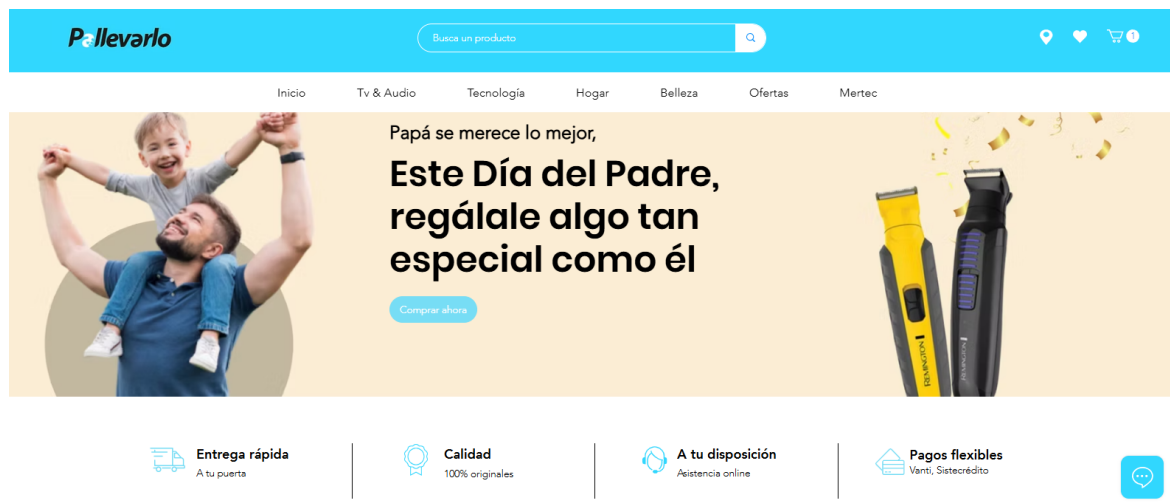 Pallevarlo
Busca un producto
1
Inicio Tv & Audio Tecnología Hogar Belleza Ofertas Mertec
Papá se merece lo mejor,
Este Día del Padre,
regálale algo tan
especial como él
Comprar ahora
REMINGTON
REMINGTON
Entrega rápida
A tu puerta
Calidad
100% originales
A tu disposición
Asistencia online
Pagos flexibles
Vanti, Sistecrédito